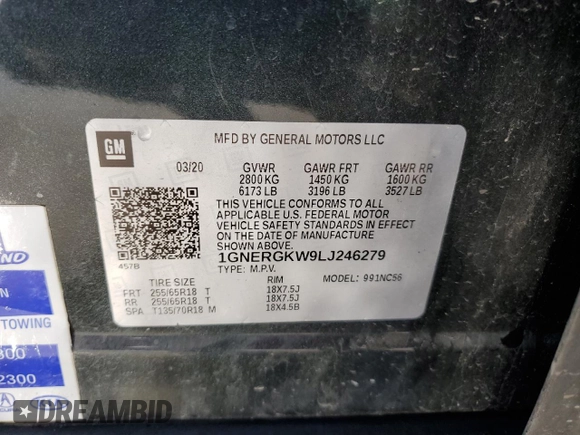 GM
MFD BY GENERAL MOTORS LLC
03/20 GVWR GAWR FRT GAWR RR
2800 KG 1450 KG 1600 KG
6173 LB 3196 LB 3527 LB
THIS VEHICLE CONFORMS TO ALL
APPLICABLE U.S. FEDERAL MOTOR
VEHICLE SAFETY STANDARDS IN EFFECT
ON THE DATE OF MANUFACTURE
SHOWN ABOVE.
1GNERGKW9LJ246279
457B TYPE: M.P.V. MODEL: 991NC56
TIRE SIZE RIM
FRT 255/65R18 T 18X7.5J
RR 255/65R18 T 18X7.5J
SPA T135/70R18 M 18X4.5B
TOWING
2300
DREAMBID